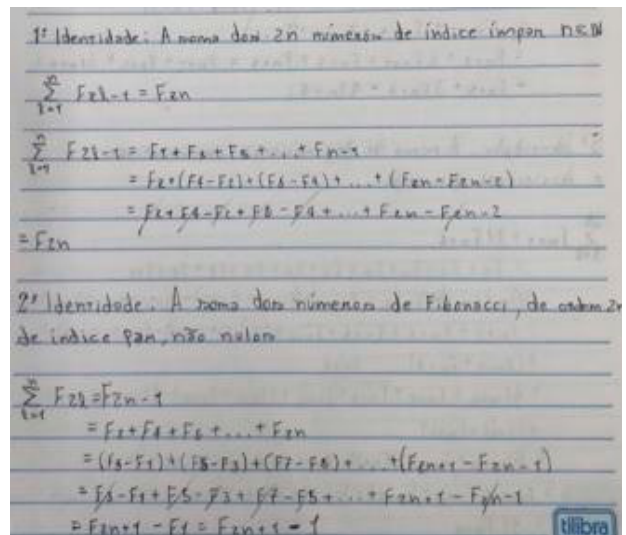 1ª Identidade: A soma dos 2n números de índice ímpar n∈ℕ
n
∑ F2k-1 = F2n
k=1
n
∑ F2k-1 = F1+F3+F5+...+Fn-1
k=1
= F2+(F4-F2)+(F6-F4)+...+(F2n-F2n-2)
= F2+F4-F2+F6-F4+...+F2n-F2n-2
= F2n
2ª Identidade: A soma dos números de Fibonacci, de ordem 2n
de índice par, não nulos
n
∑ F2k = F2n-1
k=1
= F2+F4+F6+...+F2n
= (F3-F1)+(F5-F3)+(F7-F5)+...+(F2n+1-F2n-1)
= F3-F1+F5-F3+F7-F5+...+F2n+1-F2n-1
= F2n+1-F1 = F2n+1-1
tilibra